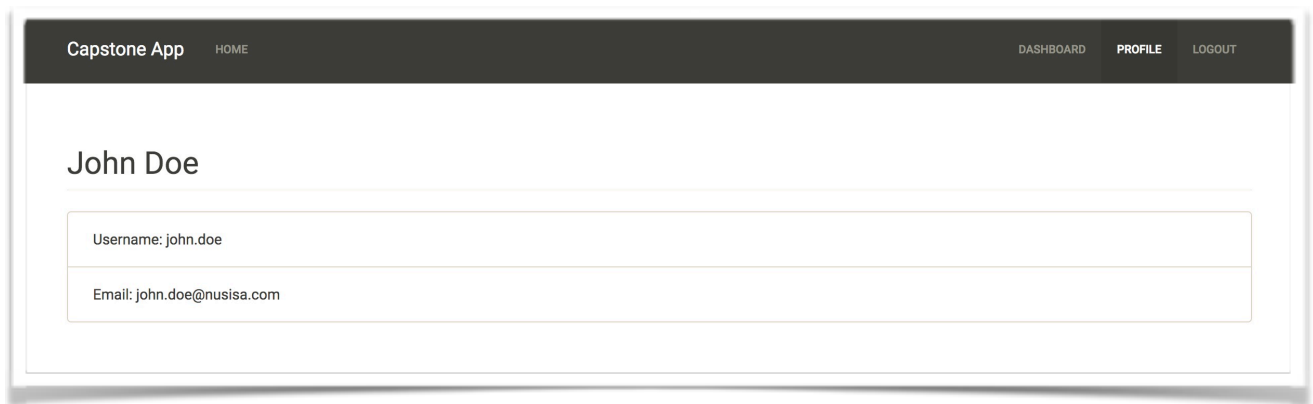 Capstone App HOME DASHBOARD PROFILE LOGOUT
John Doe
Username: john.doe
Email: john.doe@nusisa.com